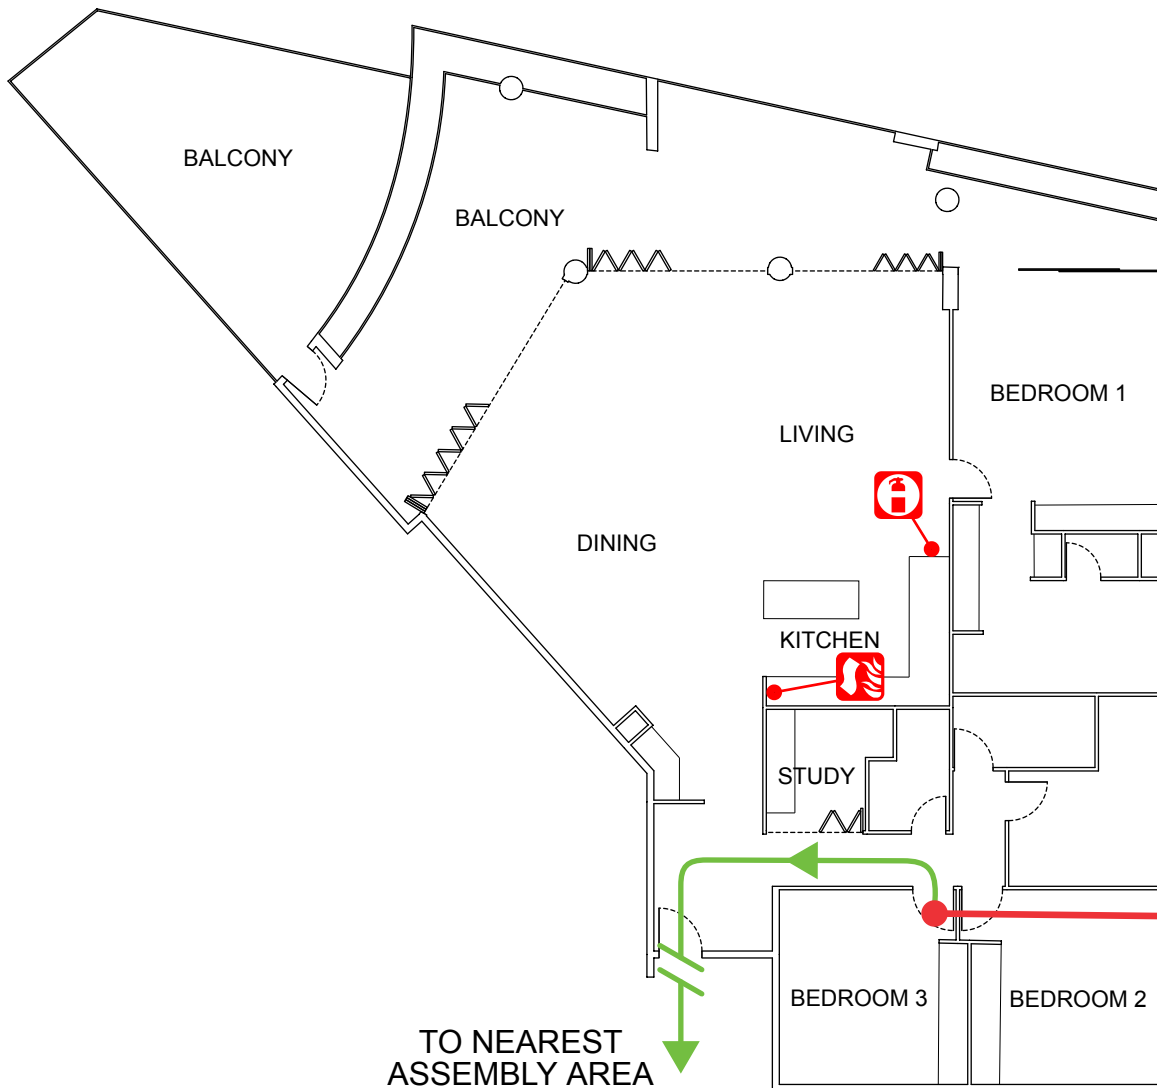 BALCONY
BALCONY
BEDROOM 1
LIVING
DINING
KITCHEN
STUDY
BEDROOM 3
BEDROOM 2
TO NEAREST
ASSEMBLY AREA